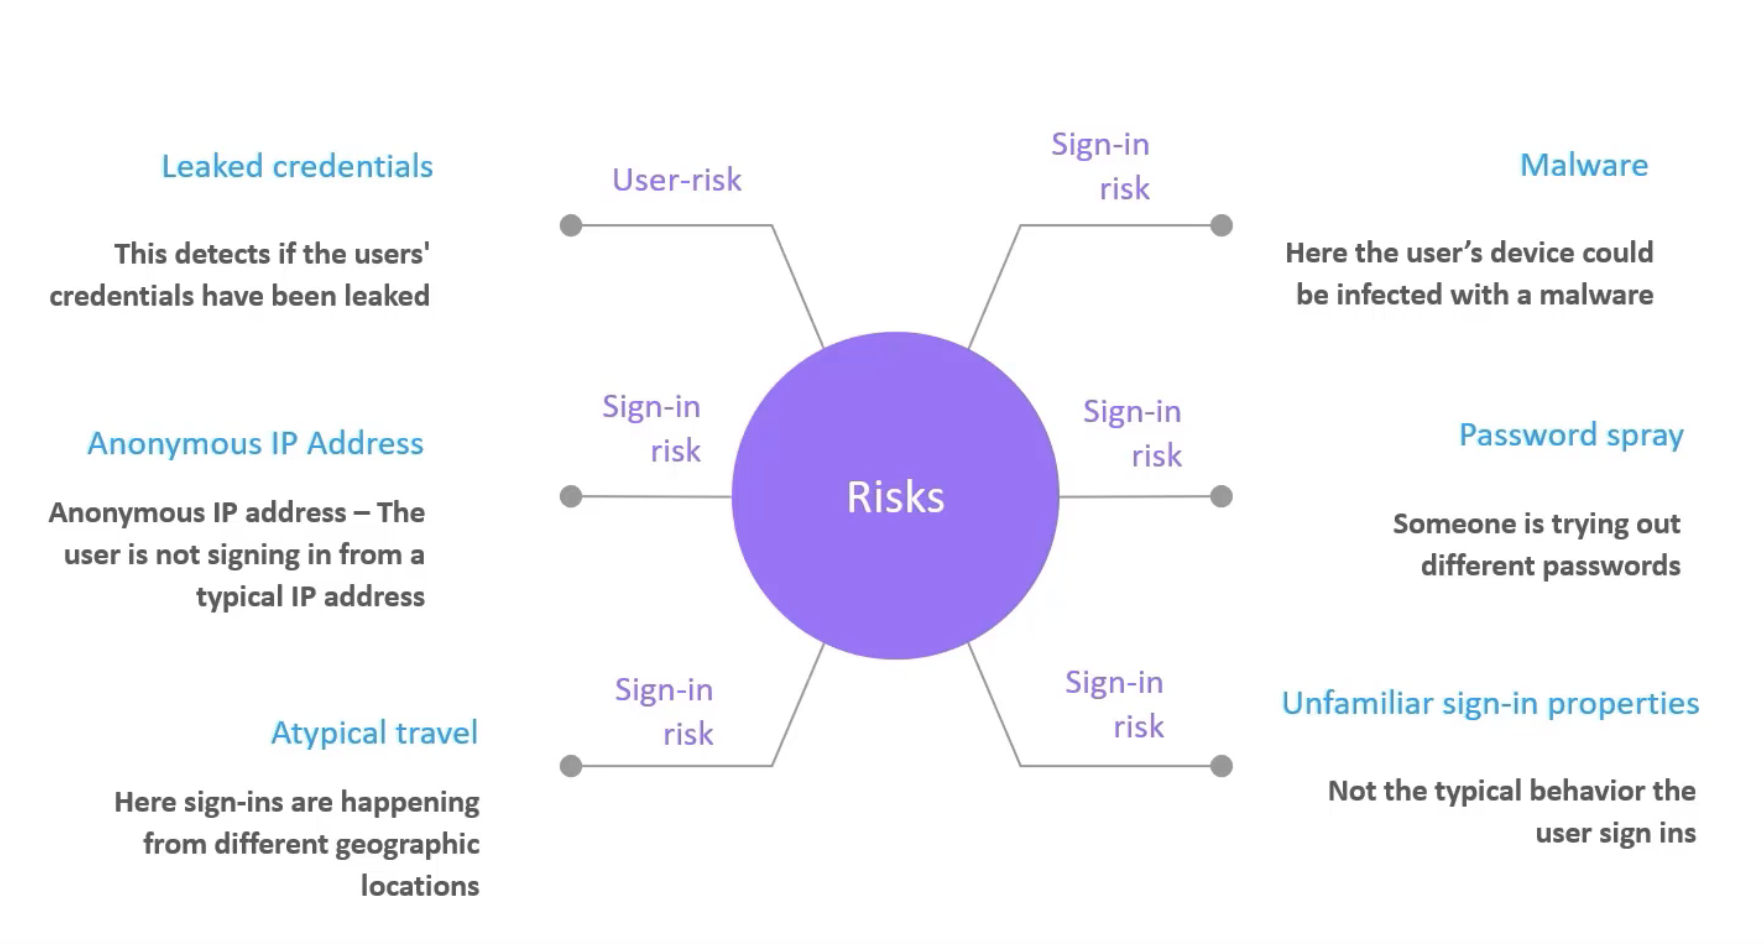 Leaked credentials
User-risk
This detects if the users'
credentials have been leaked
Sign-in
risk
Malware
Here the user’s device could
be infected with a malware
Anonymous IP Address
Sign-in
risk
Anonymous IP address – The
user is not signing in from a
typical IP address
Risks
Sign-in
risk
Password spray
Someone is trying out
different passwords
Atypical travel
Sign-in
risk
Here sign-ins are happening
from different geographic
locations
Sign-in
risk
Unfamiliar sign-in properties
Not the typical behavior the
user sign ins